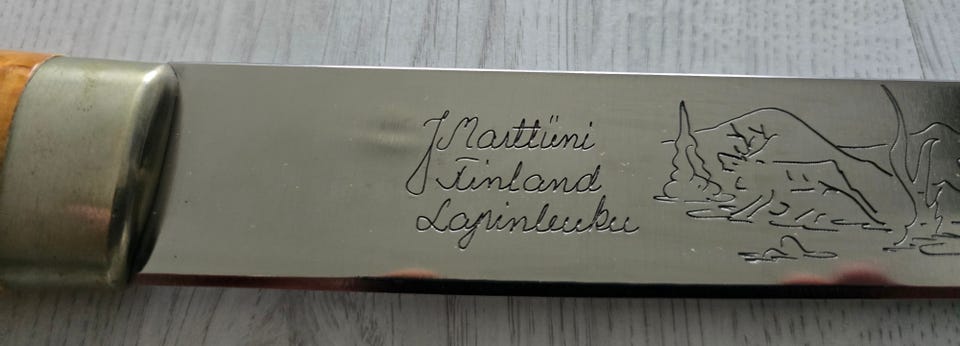 J Marttiini
Finland
Lapinleuku